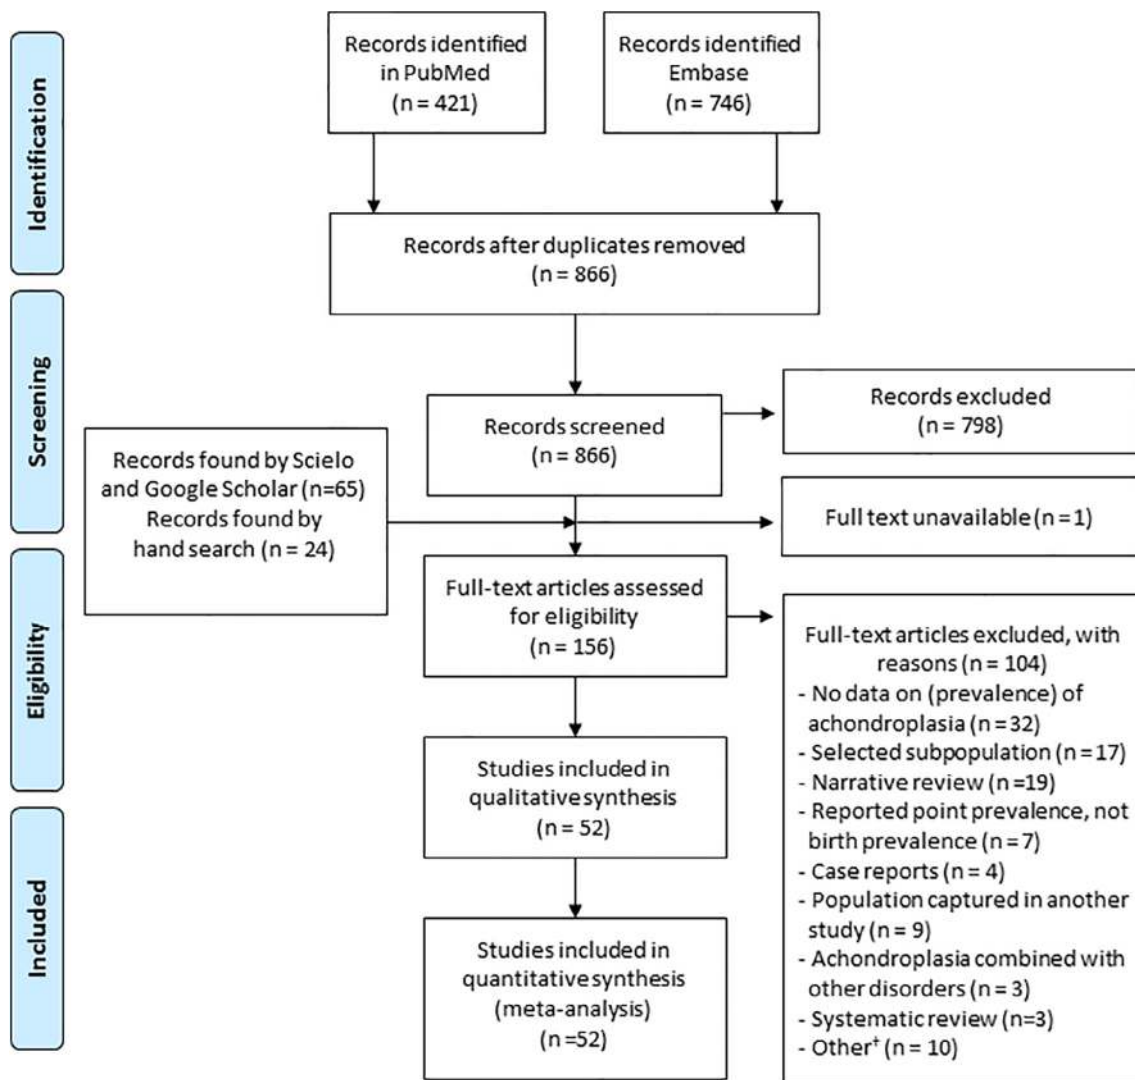 Identification
Records identified
in PubMed
(n = 421)
Records identified
Embase
(n = 746)
Records after duplicates removed
(n = 866)
Screening
Records screened
(n = 866)
Records excluded
(n = 798)
Records found by Scielo
and Google Scholar (n=65)
Records found by
hand search (n = 24)
Full text unavailable (n = 1)
Eligibility
Full-text articles assessed
for eligibility
(n = 156)
Full-text articles excluded, with
reasons (n = 104)
- No data on (prevalence) of
achondroplasia (n = 32)
- Selected subpopulation (n = 17)
- Narrative review (n =19)
- Reported point prevalence, not
birth prevalence (n = 7)
- Case reports (n = 4)
- Population captured in another
study (n = 9)
- Achondroplasia combined with
other disorders (n = 3)
- Systematic review (n=3)
- Other† (n = 10)
Studies included in
qualitative synthesis
(n = 52)
Included
Studies included in
quantitative synthesis
(meta-analysis)
(n =52)